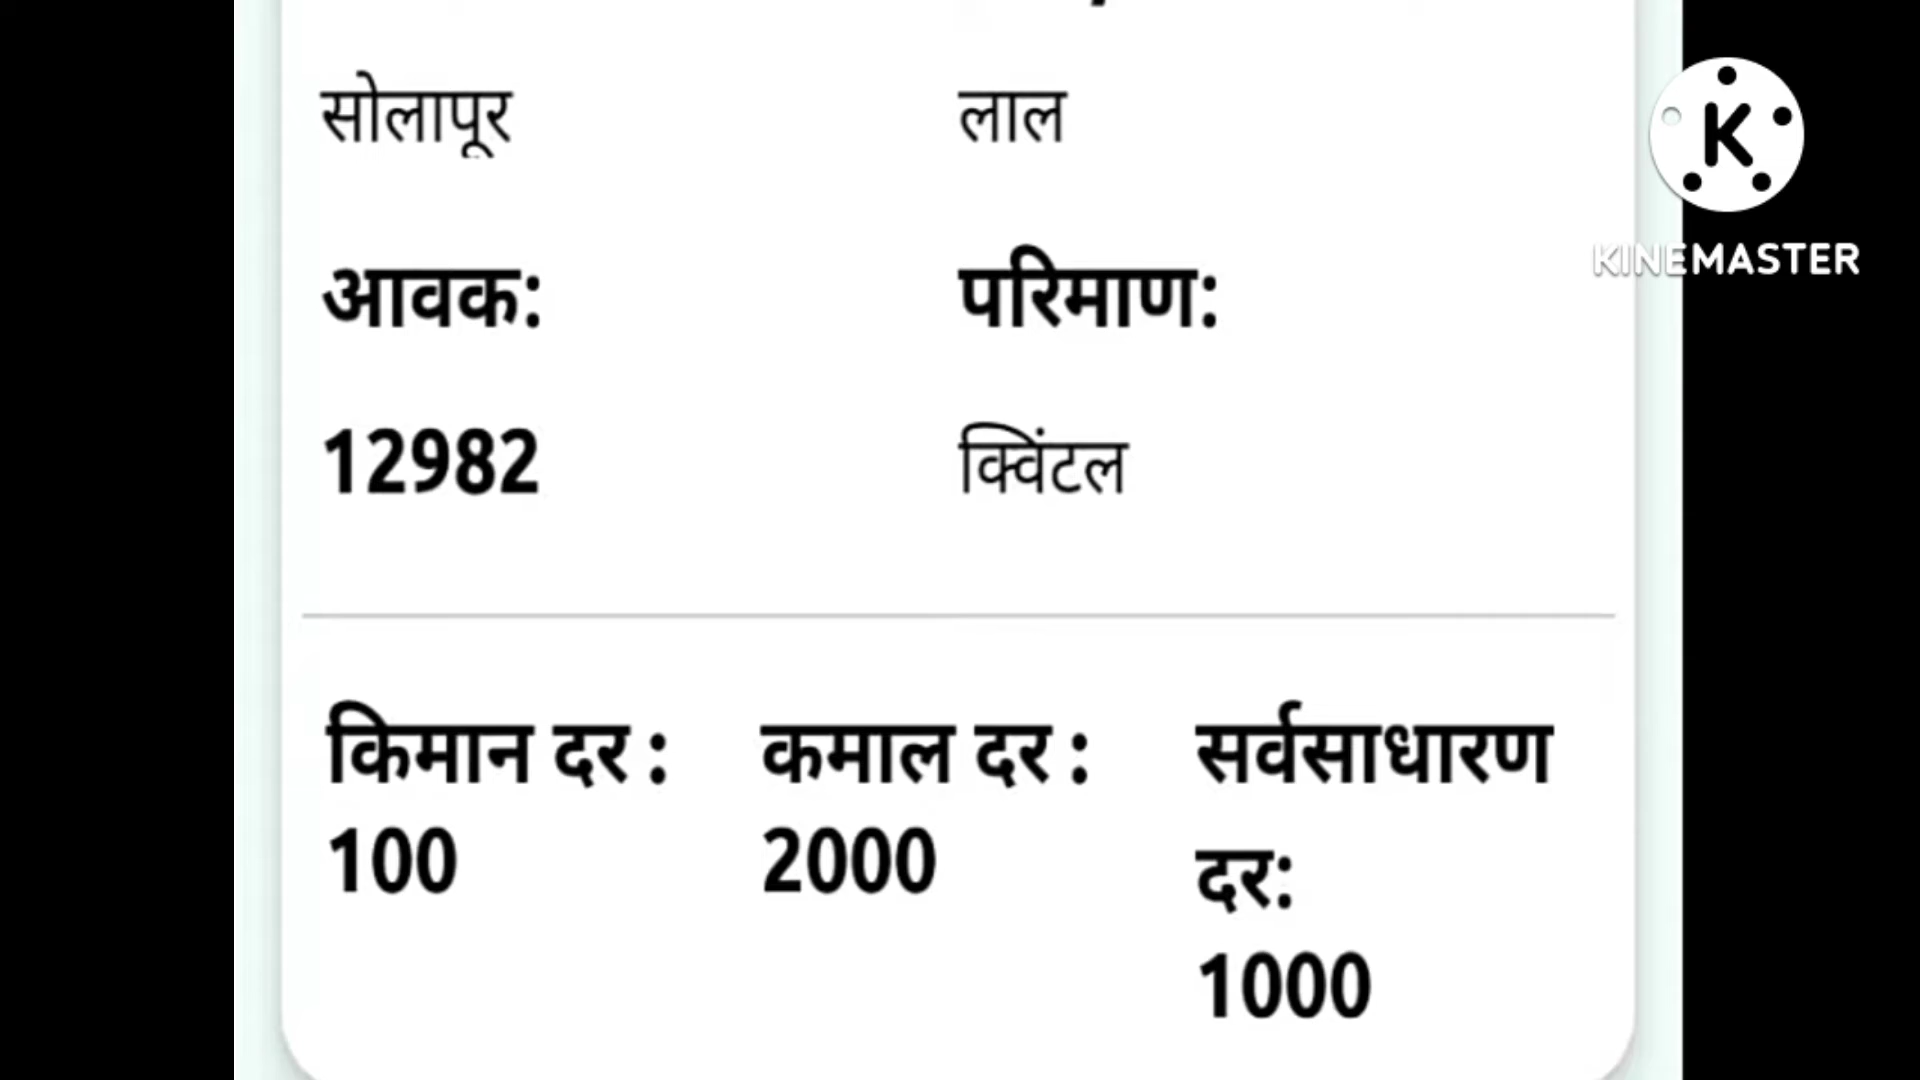 सोलापूर लाल
आवक: परिमाण:
12982 क्विंटल
किमान दर : कमाल दर : सर्वसाधारण दर:
100 2000 1000
K
KINEMASTER